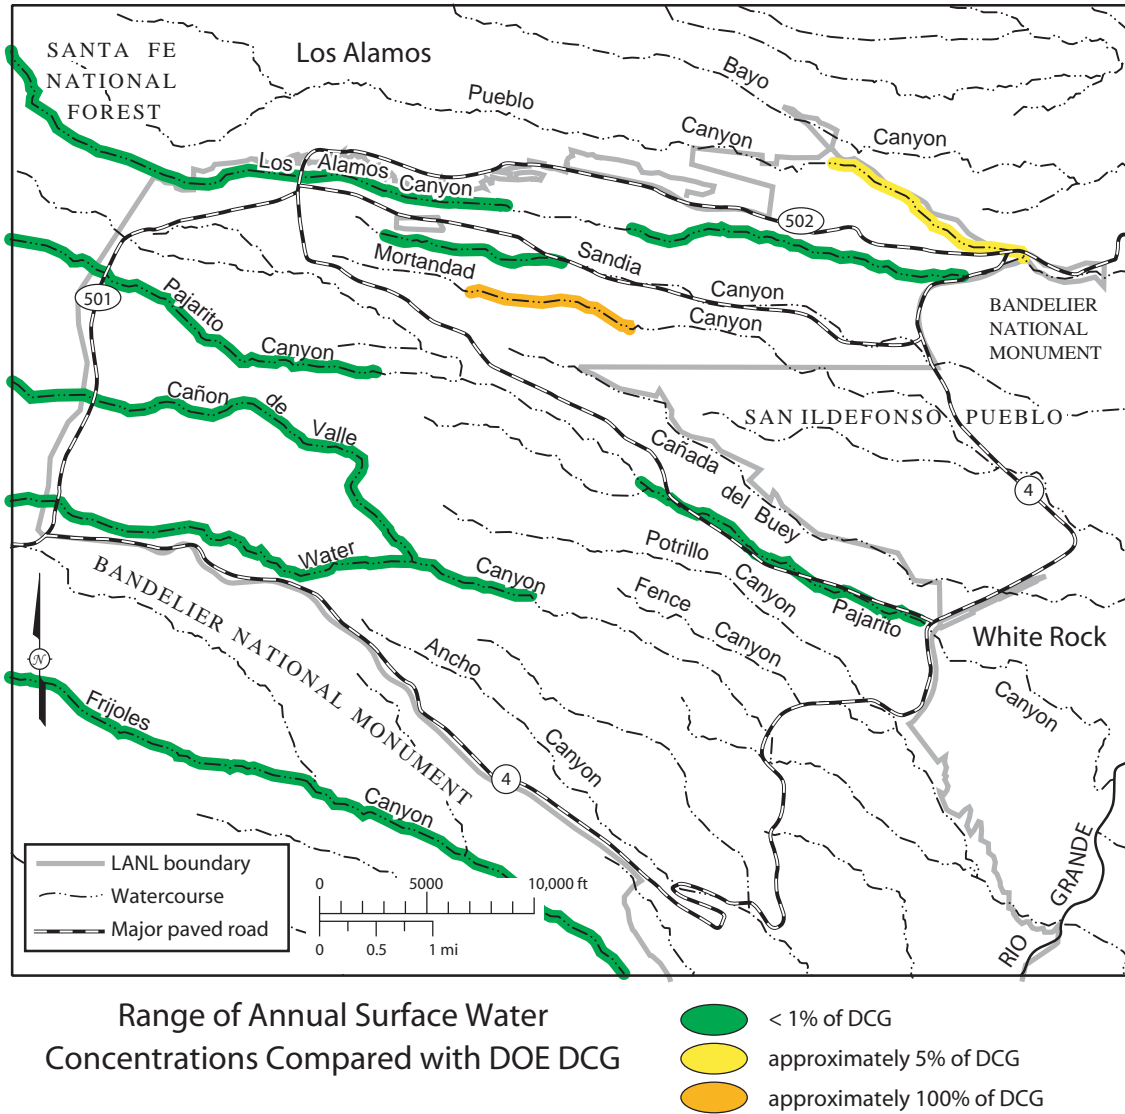 SANTA FE
NATIONAL
FOREST
Los Alamos
Bayo
Pueblo
Canyon
Canyon
Los Alamos Canyon
502
Sandia
Mortandad
Canyon
Canyon
501
Pajarito
Canyon
BANDELIER
NATIONAL
MONUMENT
Cañon de Valle
SAN ILDEFONSO PUEBLO
Cañada
del Buey
4
Water
Canyon
Potrillo
Canyon
Fence
Canyon
Pajarito
White Rock
Canyon
BANDELIER NATIONAL MONUMENT
N
Ancho
Canyon
Frijoles
Canyon
4
RIO GRANDE
LANL boundary
Watercourse
Major paved road
0 5000 10,000 ft
0 0.5 1 mi
Range of Annual Surface Water
Concentrations Compared with DOE DCG
< 1% of DCG
approximately 5% of DCG
approximately 100% of DCG